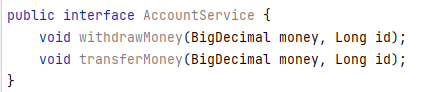 public interface AccountService {
    void withdrawMoney(BigDecimal money, Long id);
    void transferMoney(BigDecimal money, Long id);
}